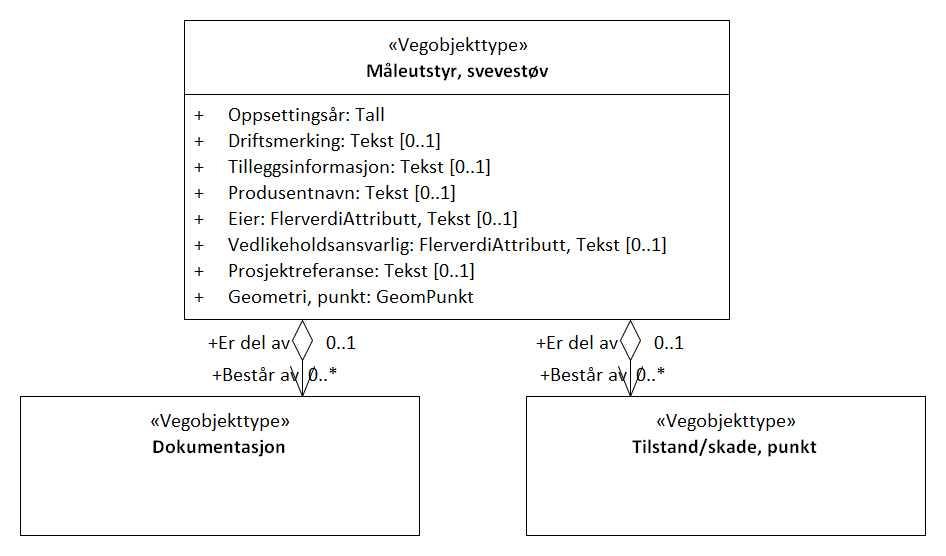 «Vegobjekttype»
Måleutstyr, svevestøv
+ Oppsettingsår: Tall
+ Driftsmerking: Tekst [0..1]
+ Tilleggsinformasjon: Tekst [0..1]
+ Produsentnavn: Tekst [0..1]
+ Eier: FlerverdiAttributt, Tekst [0..1]
+ Vedlikeholdsansvarlig: FlerverdiAttributt, Tekst [0..1]
+ Prosjektreferanse: Tekst [0..1]
+ Geometri, punkt: GeomPunkt
+Er del av 0..1
+Består av 0..*
«Vegobjekttype»
Dokumentasjon
+Er del av 0..1
+Består av 0..*
«Vegobjekttype»
Tilstand/skade, punkt